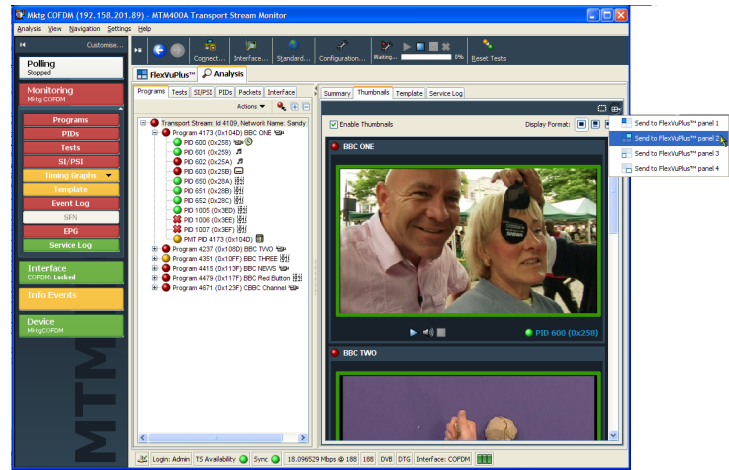 Mktg COFDM (192.158.201.89) - MTM400A Transport Stream Monitor
Analysis View Navigation Settings Help
Customise...
Connect... Interface... Standard... Configuration... Waiting... 0% Reset Tests
Polling
Stopped
FlexVuPlus™ Analysis
Monitoring
Mktg COFDM
Programs Tests SI/PSI PIDs Packets Interface
Summary Thumbnails Template Service Log
Actions
Programs
PIDs
Tests
SI/PSI
Timing Graphs
Template
Event Log
SFN
EPG
Service Log
Interface
COFDM: Locked
Info Events
Device
MktgCOFDM
MTM
Transport Stream: Id 4109, Network Name: Sandy
Program 4173 (0x104D) BBC ONE
PID 600 (0x258)
PID 601 (0x259)
PID 602 (0x25A)
PID 603 (0x25B)
PID 650 (0x28A)
PID 651 (0x28B)
PID 652 (0x28C)
PID 1005 (0x3ED)
PID 1006 (0x3EE)
PID 1007 (0x3EF)
PMT PID 4173 (0x104D)
Program 4237 (0x108D) BBC TWO
Program 4351 (0x10FF) BBC THREE
Program 4415 (0x113F) BBC NEWS
Program 4479 (0x117F) BBC Red Button
Program 4671 (0x123F) CBBC Channel
Enable Thumbnails Display Format:
Send to FlexVuPlus™ panel 1
Send to FlexVuPlus™ panel 2
Send to FlexVuPlus™ panel 3
Send to FlexVuPlus™ panel 4
BBC ONE
PID 600 (0x258)
BBC TWO
Login: Admin TS Availability Sync 18.096529 Mbps @ 188 188 DVB DTG Interface: COFDM